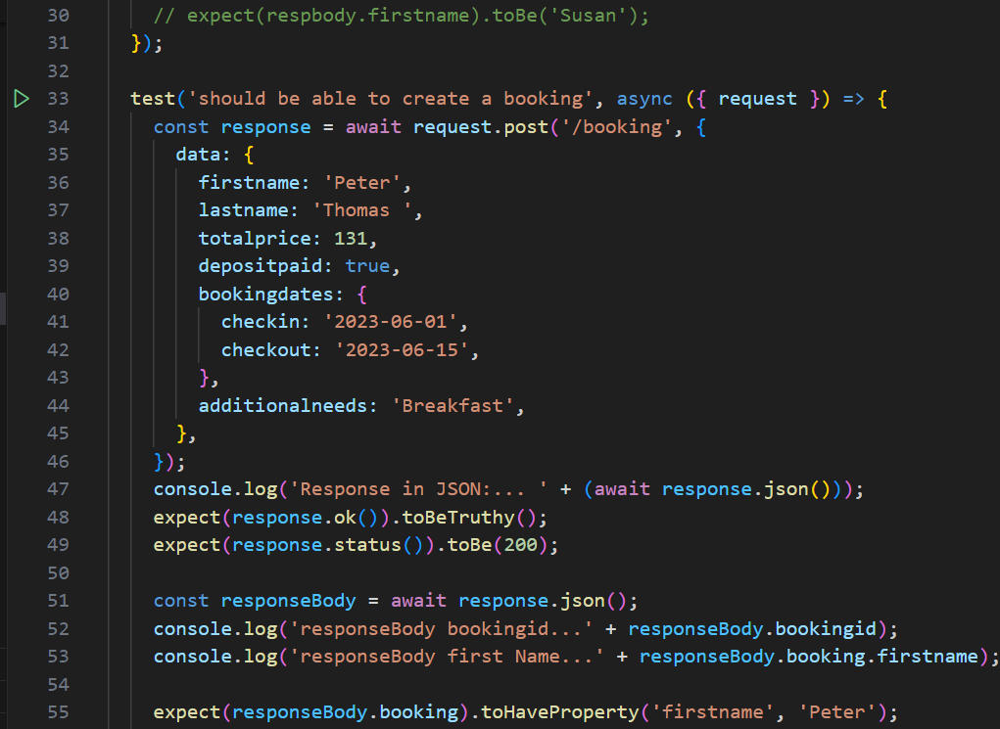 30 // expect(respbody.firstname).toBe('Susan');
31 });
32
33 test('should be able to create a booking', async ({ request }) => {
34 const response = await request.post('/booking', {
35 data: {
36 firstname: 'Peter',
37 lastname: 'Thomas ',
38 totalprice: 131,
39 depositpaid: true,
40 bookingdates: {
41 checkin: '2023-06-01',
42 checkout: '2023-06-15',
43 },
44 additionalneeds: 'Breakfast',
45 },
46 });
47 console.log('Response in JSON:... ' + (await response.json()));
48 expect(response.ok()).toBeTruthy();
49 expect(response.status()).toBe(200);
50
51 const responseBody = await response.json();
52 console.log('responseBody bookingid...' + responseBody.bookingid);
53 console.log('responseBody first Name...' + responseBody.booking.firstname);
54
55 expect(responseBody.booking).toHaveProperty('firstname', 'Peter');